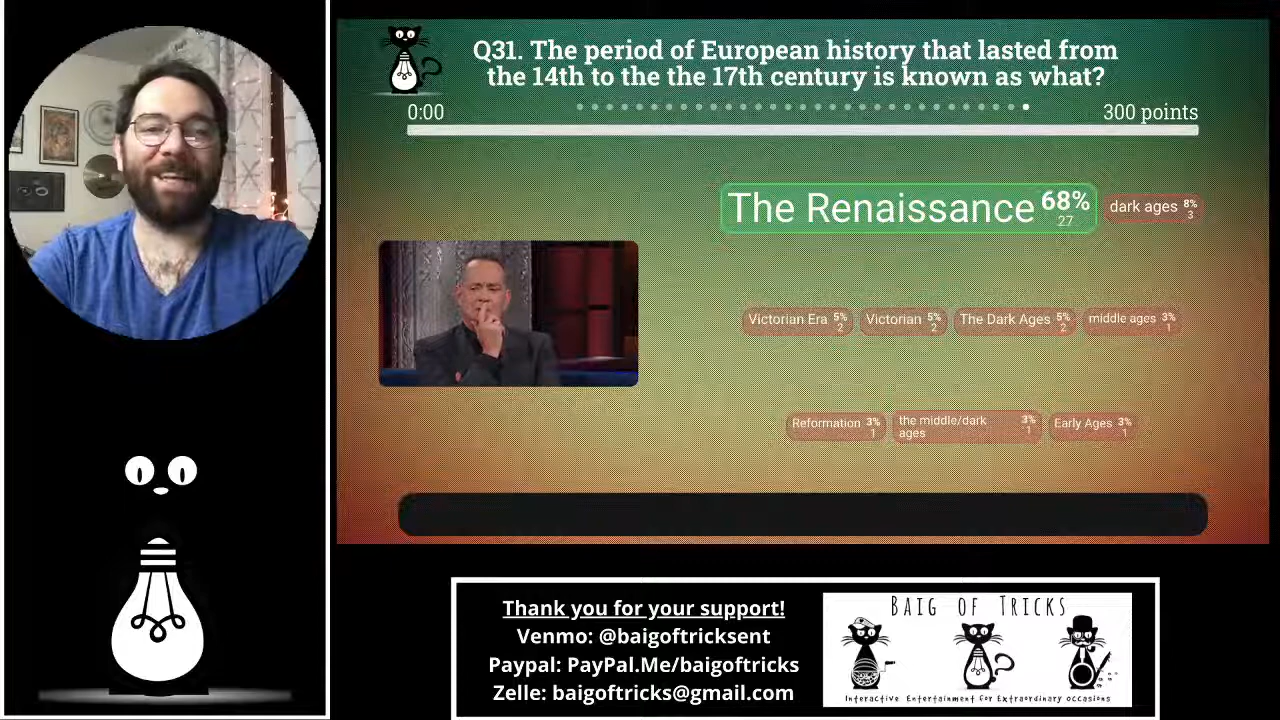 Q31. The period of European history that lasted from
the 14th to the the 17th century is known as what?
0:00
300 points
The Renaissance 68% 27
dark ages 8% 3
Victorian Era 5% 2
Victorian 5% 2
The Dark Ages 5% 2
middle ages 3% 1
Reformation 3% 1
the middle/dark
ages 3% 1
Early Ages 3% 1
Thank you for your support!
Venmo: @baigoftricksent
Paypal: PayPal.Me/baigoftricks
Zelle: baigoftricks@gmail.com
BAIG OF TRICKS
Interactive Entertainment for Extraordinary occasions